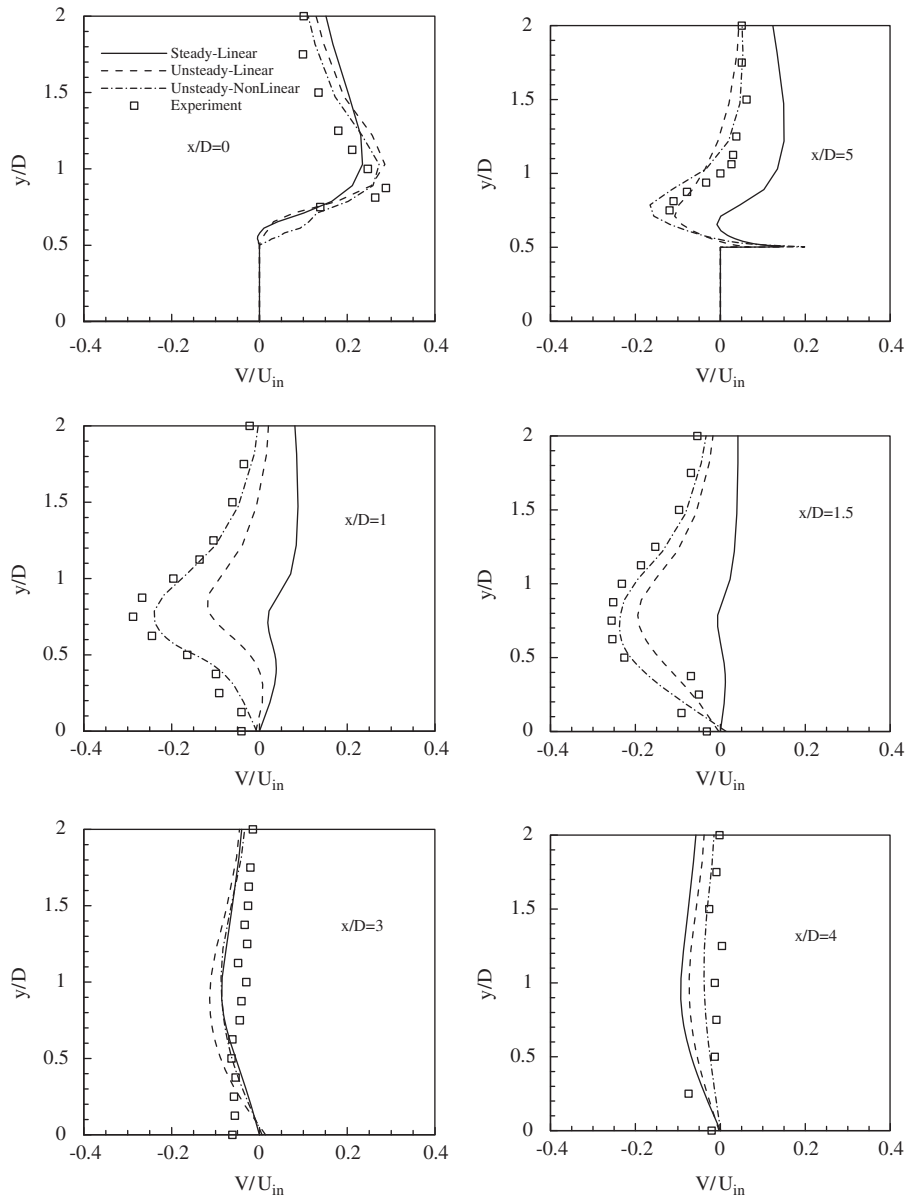 2
1.5
1
0.5
0
y/D
Steady-Linear
Unsteady-Linear
Unsteady-NonLinear
Experiment
x/D=0
-0.4
-0.2
0
0.2
0.4
V/U_in
2
1.5
1
0.5
0
y/D
x/D=5
-0.4
-0.2
0
0.2
0.4
V/U_in
2
1.5
1
0.5
0
y/D
x/D=1
-0.4
-0.2
0
0.2
0.4
V/U_in
2
1.5
1
0.5
0
y/D
x/D=1.5
-0.4
-0.2
0
0.2
0.4
V/U_in
2
1.5
1
0.5
0
y/D
x/D=3
-0.4
-0.2
0
0.2
0.4
V/U_in
2
1.5
1
0.5
0
y/D
x/D=4
-0.4
-0.2
0
0.2
0.4
V/U_in